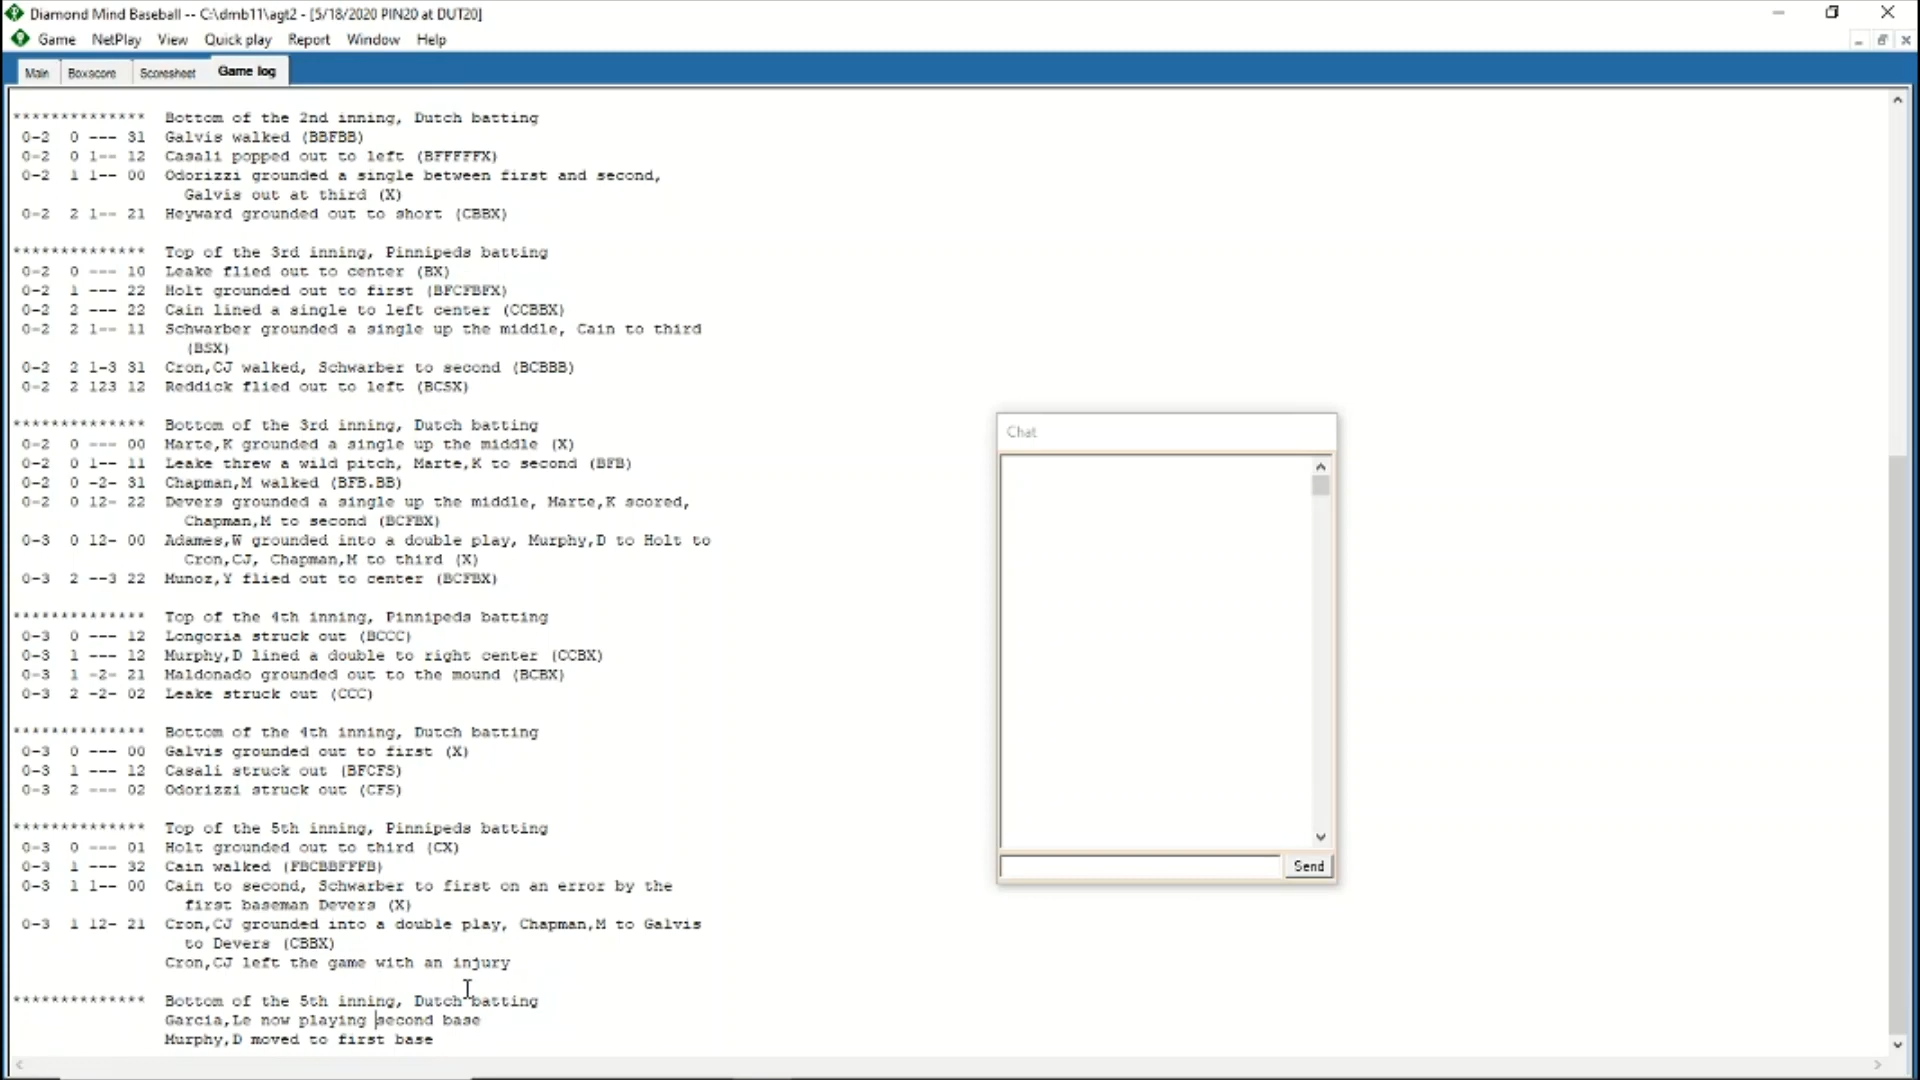 Diamond Mind Baseball -- C:\dmb11\agt2 - [5/18/2020 PIN20 at DUT20]
Game NetPlay View Quick play Report Window Help
Main Boxscore Scoresheet Game log
************** Bottom of the 2nd inning, Dutch batting
0-2 0 --- 31 Galvis walked (BBFBB)
0-2 0 1-- 12 Casali popped out to left (BFFFFFX)
0-2 1 1-- 00 Odorizzi grounded a single between first and second,
Galvis out at third (X)
0-2 2 1-- 21 Heyward grounded out to short (CBBX)
************** Top of the 3rd inning, Pinnipeds batting
0-2 0 --- 10 Leake flied out to center (BX)
0-2 1 --- 22 Holt grounded out to first (BFCFBFX)
0-2 2 --- 22 Cain lined a single to left center (CCBBX)
0-2 2 1-- 11 Schwarber grounded a single up the middle, Cain to third
(BSX)
0-2 2 1-3 31 Cron,CJ walked, Schwarber to second (BCBBB)
0-2 2 123 12 Reddick flied out to left (BCSX)
************** Bottom of the 3rd inning, Dutch batting
0-2 0 --- 00 Marte,K grounded a single up the middle (X)
0-2 0 1-- 11 Leake threw a wild pitch, Marte,K to second (BFB)
0-2 0 -2- 31 Chapman,M walked (BFB.BB)
0-2 0 12- 22 Devers grounded a single up the middle, Marte,K scored,
Chapman,M to second (BCFBX)
0-3 0 12- 00 Adames,W grounded into a double play, Murphy,D to Holt to
Cron,CJ, Chapman,M to third (X)
0-3 2 --3 22 Munoz,Y flied out to center (BCFBX)
************** Top of the 4th inning, Pinnipeds batting
0-3 0 --- 12 Longoria struck out (BCCC)
0-3 1 --- 12 Murphy,D lined a double to right center (CCBX)
0-3 1 -2- 21 Maldonado grounded out to the mound (BCBX)
0-3 2 -2- 02 Leake struck out (CCC)
************** Bottom of the 4th inning, Dutch batting
0-3 0 --- 00 Galvis grounded out to first (X)
0-3 1 --- 12 Casali struck out (BFCFS)
0-3 2 --- 02 Odorizzi struck out (CFS)
************** Top of the 5th inning, Pinnipeds batting
0-3 0 --- 01 Holt grounded out to third (CX)
0-3 1 --- 32 Cain walked (FBCBBFFFB)
0-3 1 1-- 00 Cain to second, Schwarber to first on an error by the
first baseman Devers (X)
0-3 1 12- 21 Cron,CJ grounded into a double play, Chapman,M to Galvis
to Devers (CBBX)
Cron,CJ left the game with an injury
************** Bottom of the 5th inning, Dutch batting
Garcia,Le now playing second base
Murphy,D moved to first base
Chat
Send